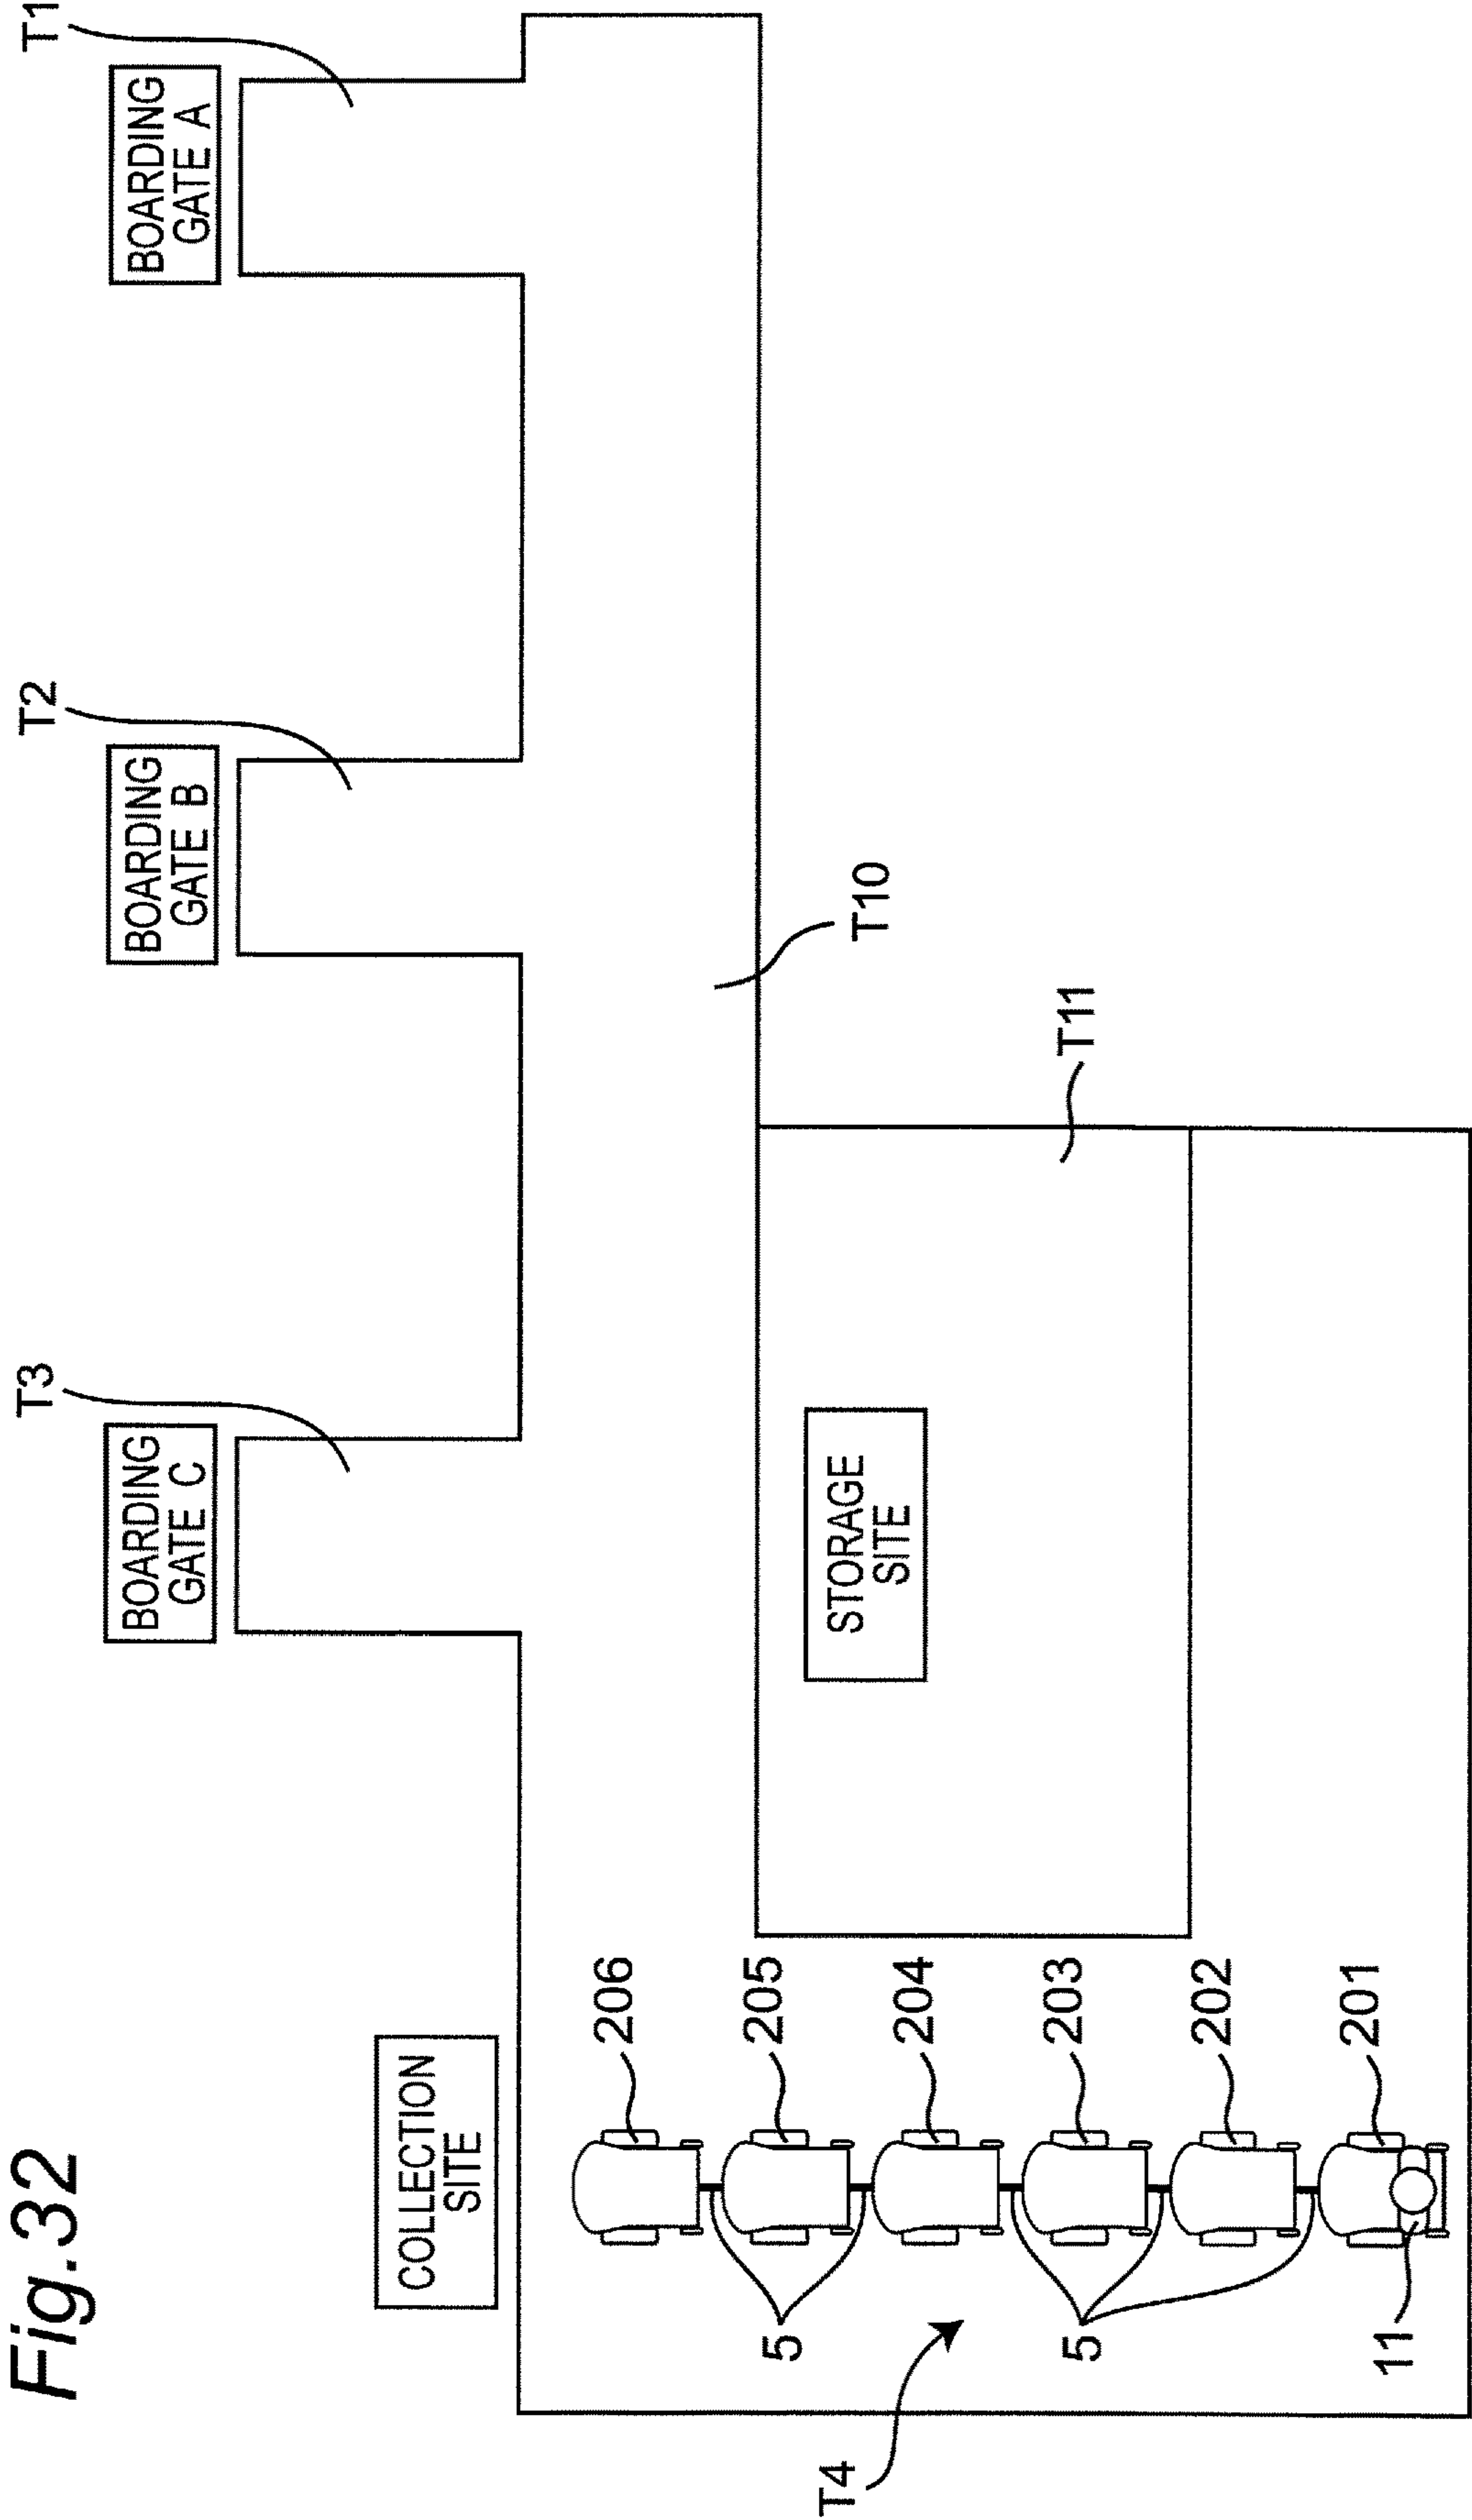 Fig.32
COLLECTION
SITE
BOARDING
GATE C
T3
BOARDING
GATE B
T2
BOARDING
GATE A
T1
206
205
204
203
202
201
5
5
11
T4
STORAGE
SITE
T10
T11